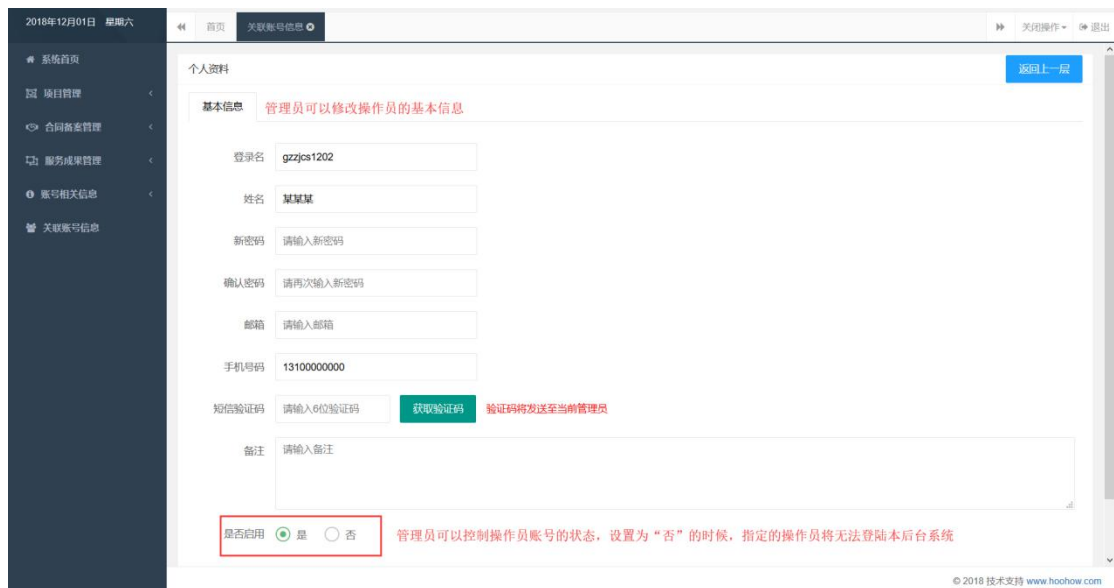 2018年12月01日 星期六
首页 关联账号信息 关闭操作 退出
系统首页
项目管理
合同备案管理
服务成果管理
账号相关信息
关联账号信息
个人资料 返回上一层
基本信息 管理员可以修改操作员的基本信息
登录名 gzzjcs1202
姓名 某某某
新密码 请输入新密码
确认密码 请再次输入新密码
邮箱 请输入邮箱
手机号码 13100000000
短信验证码 请输入6位验证码 获取验证码 验证码将发送至当前管理员
备注 请输入备注
是否启用 是 否 管理员可以控制操作员账号的状态，设置为“否”的时候，指定的操作员将无法登陆本后台系统
© 2018 技术支持 www.hoohow.com